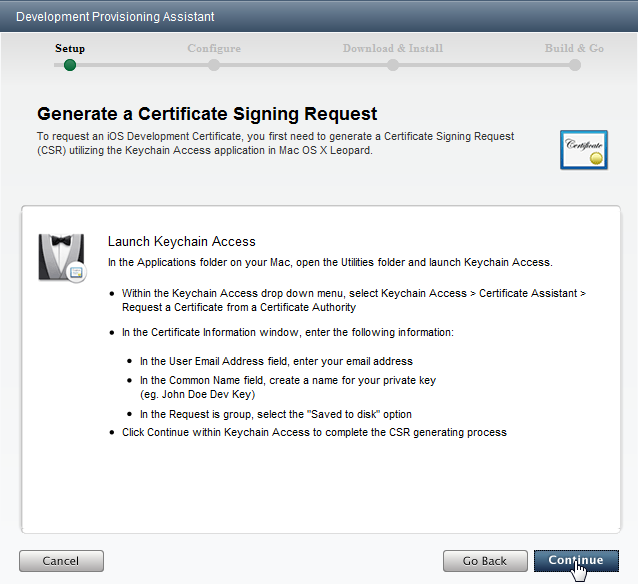 Development Provisioning Assistant
Setup
Configure
Download & Install
Build & Go
Generate a Certificate Signing Request
To request an iOS Development Certificate, you first need to generate a Certificate Signing Request
(CSR) utilizing the Keychain Access application in Mac OS X Leopard.
Certificate
Launch Keychain Access
In the Applications folder on your Mac, open the Utilities folder and launch Keychain Access.
• Within the Keychain Access drop down menu, select Keychain Access > Certificate Assistant >
Request a Certificate from a Certificate Authority
• In the Certificate Information window, enter the following information:
• In the User Email Address field, enter your email address
• In the Common Name field, create a name for your private key
(eg. John Doe Dev Key)
• In the Request is group, select the "Saved to disk" option
• Click Continue within Keychain Access to complete the CSR generating process
Cancel
Go Back
Continue